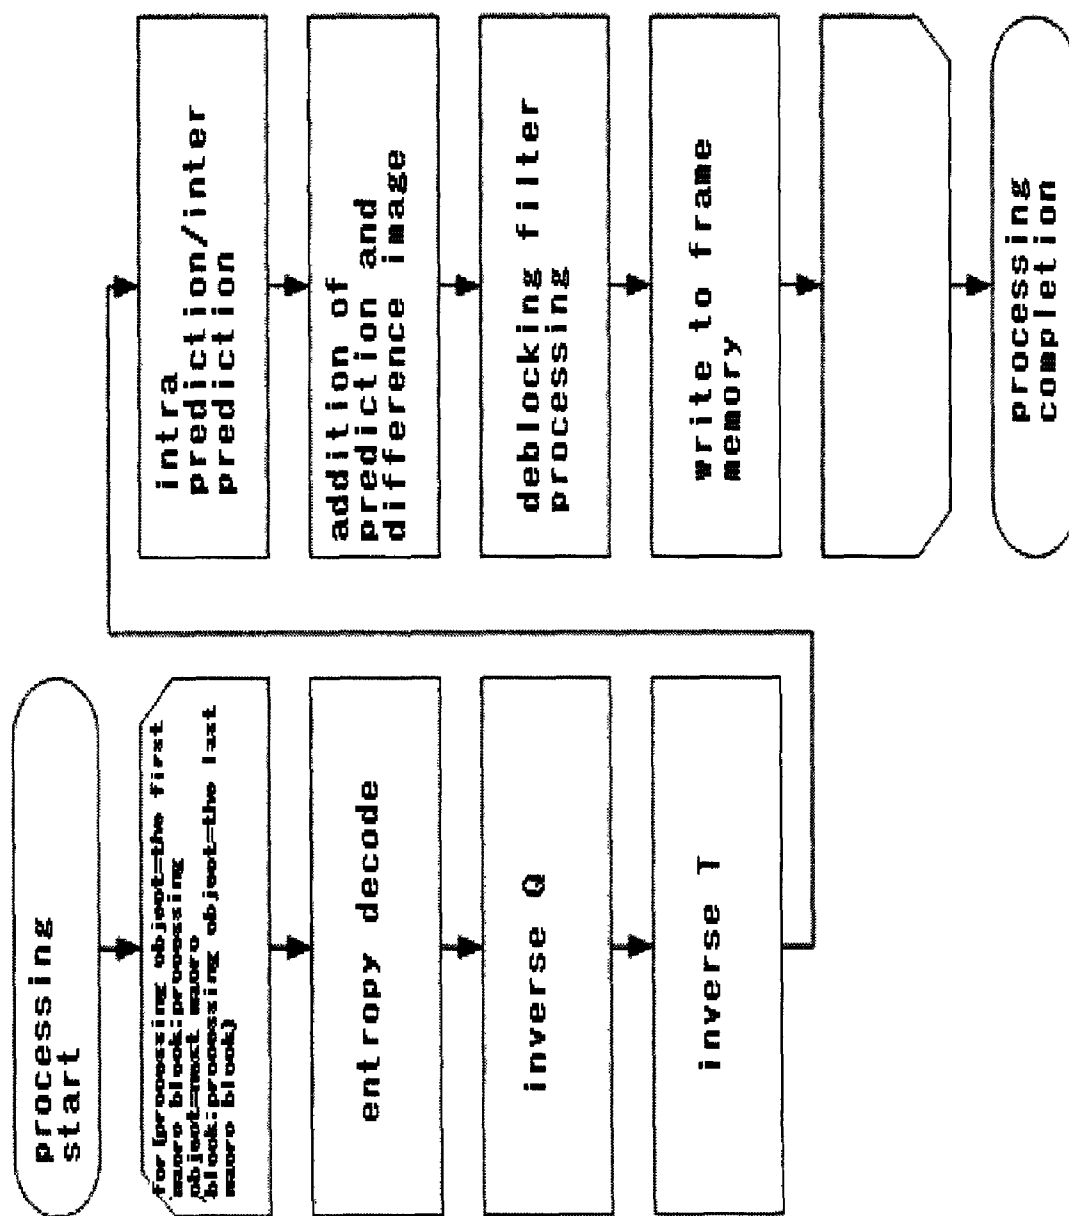 processing
start
for(processing object=the first
macro block:processing
object=next macro
block:processing object=the last
macro block)
entropy decode
inverse Q
inverse T
intra
prediction/inter
prediction
addition of
prediction and
difference image
deblocking filter
processing
write to frame
memory
processing
completion